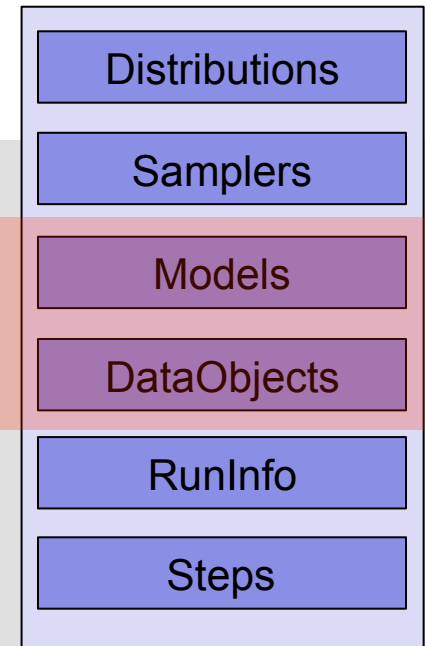 Distributions
Samplers
Models
DataObjects
RunInfo
Steps